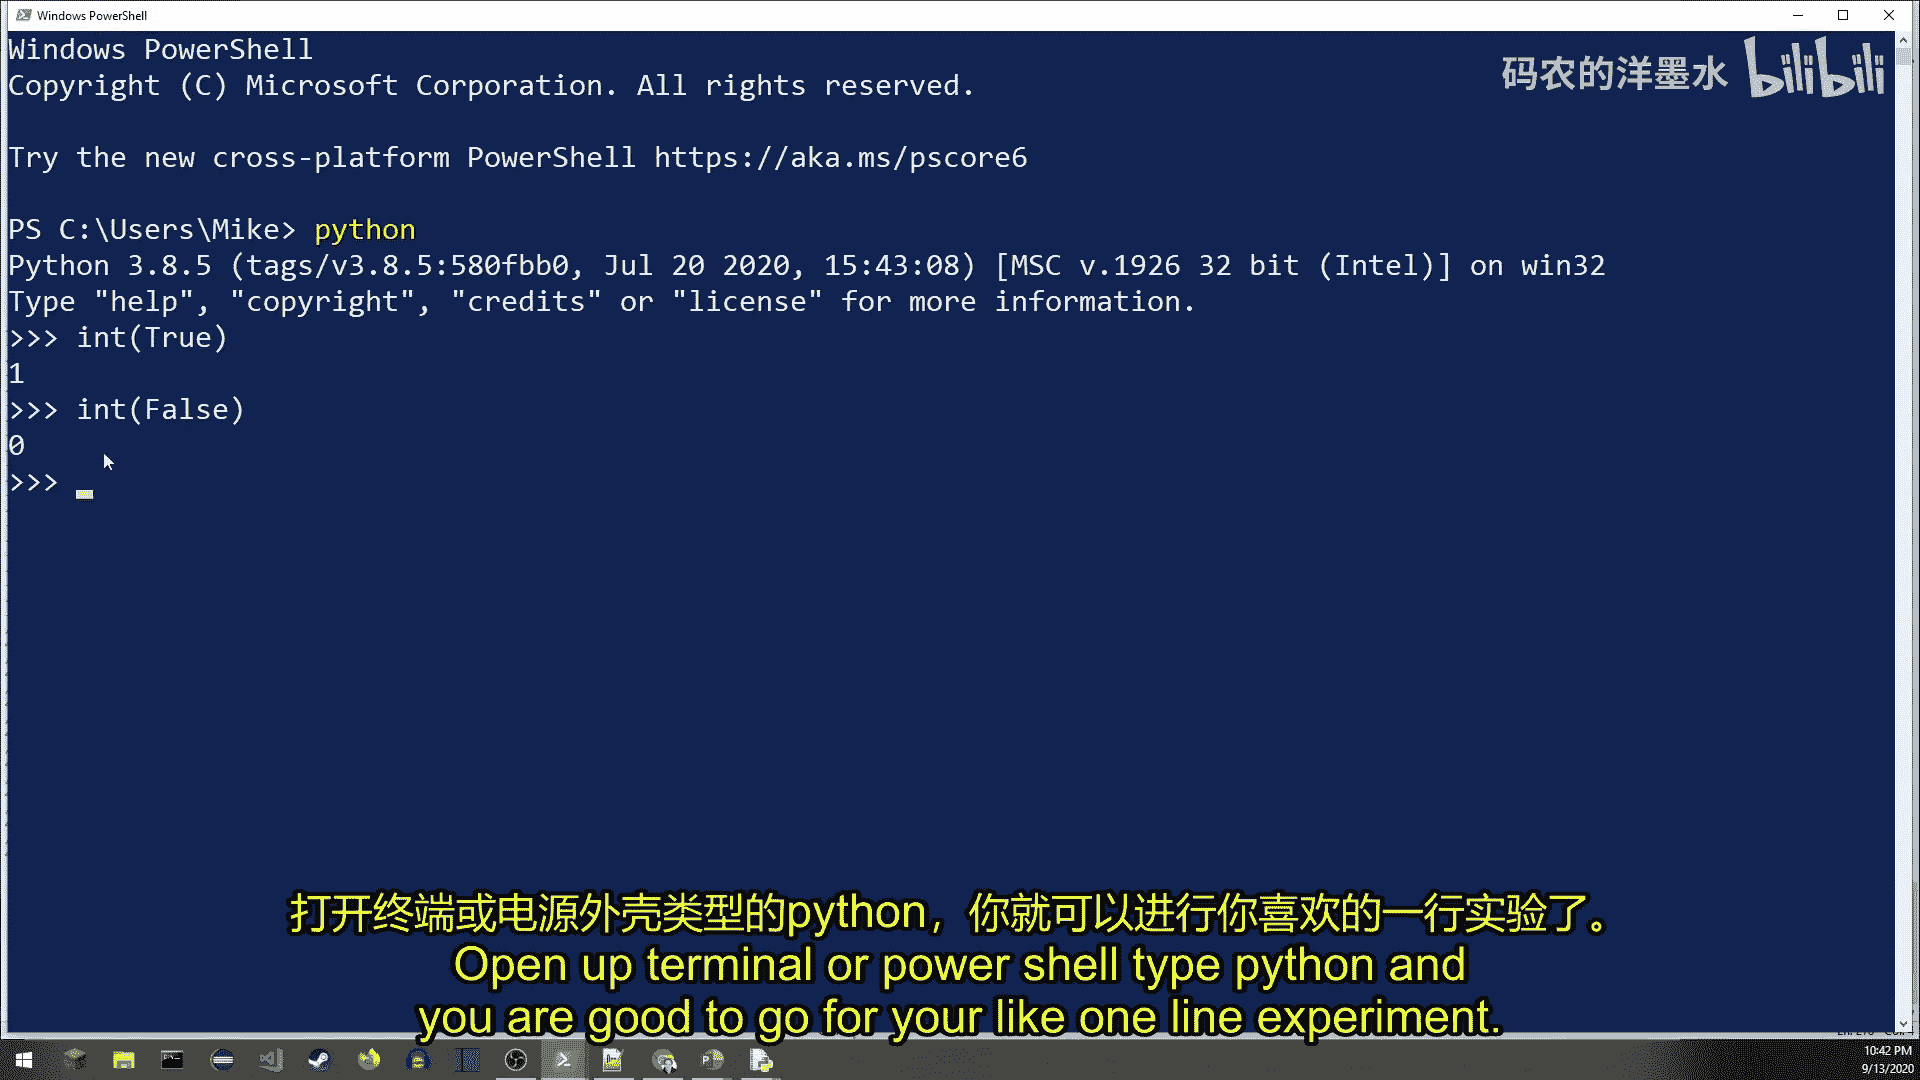 Windows PowerShell
Windows PowerShell
Copyright (C) Microsoft Corporation. All rights reserved.
码农的洋墨水 bilibili
Try the new cross-platform PowerShell https://aka.ms/pscore6
PS C:\Users\Mike> python
Python 3.8.5 (tags/v3.8.5:580fbb0, Jul 20 2020, 15:43:08) [MSC v.1926 32 bit (Intel)] on win32
Type "help", "copyright", "credits" or "license" for more information.
>>> int(True)
1
>>> int(False)
0
>>>
打开终端或电源外壳类型的python，你就可以进行你喜欢的一行实验了。
Open up terminal or power shell type python and
you are good to go for your like one line experiment.
10:42 PM
9/13/2020